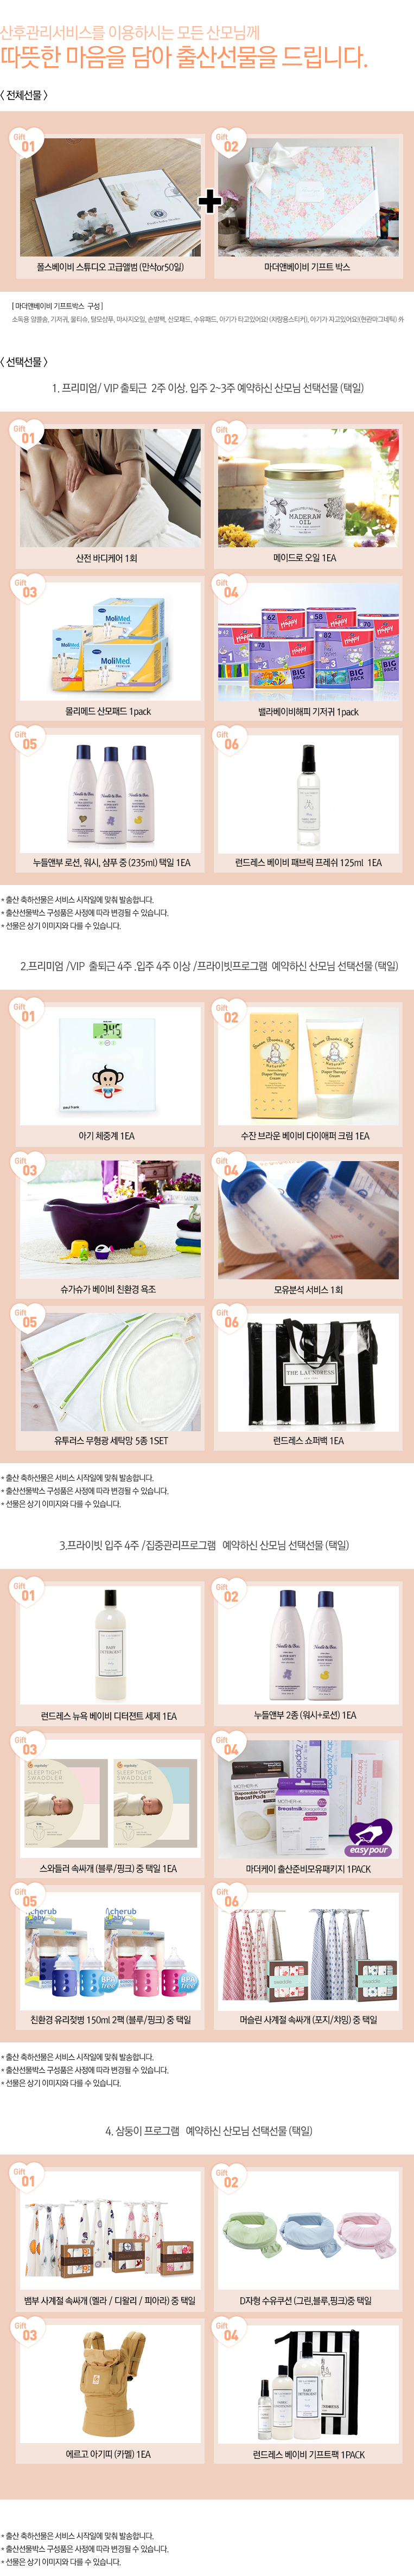 산후관리서비스를 이용하시는 모든 산모님께
따뜻한 마음을 담아 출산선물을 드립니다.
< 전체선물 >
Gift 01
Gift 02
폴스베이비 스튜디오 고급앨범 (만삭or50일)
마더앤베이비 기프트 박스
[ 마더앤베이비 기프트박스 구성 ]
소독용 알콜솜, 기저귀, 물티슈, 탈모샴푸, 마사지오일, 손발팩, 산모패드, 수유패드, 아기가 타고있어요! (차량용스티커), 아기가 자고있어요!(현관마그네틱) 外
< 선택선물 >
1. 프리미엄/ VIP 출퇴근 2주 이상, 입주 2~3주 예약하신 산모님 선택선물 (택일)
Gift 01
Gift 02
MADERAW
OIL
산전 바디케어 1회
메이드로 오일 1EA
Gift 03
Gift 04
MoliMed.
MoliMed.
MoliMed.
Happy
BIG PACK
몰리메드 산모패드 1pack
밸라베이비해피 기저귀 1pack
Gift 05
Gift 06
누들앤부 로션, 워시, 샴푸 중 (235ml) 택일 1EA
런드레스 베이비 패브릭 프레쉬 125ml 1EA
* 출산 축하선물은 서비스 시작일에 맞춰 발송합니다.
* 출산선물박스 구성품은 사정에 따라 변경될 수 있습니다.
* 선물은 상기 이미지와 다를 수 있습니다.
2.프리미엄 /VIP 출퇴근 4주 .입주 4주 이상 /프라이빗프로그램 예약하신 산모님 선택선물 (택일)
Gift 01
Gift 02
paul frank
아기 체중계 1EA
수잔 브라운 베이비 다이애퍼 크림 1EA
Gift 03
Gift 04
슈가슈가 베이비 친환경 욕조
모유분석 서비스 1회
Gift 05
Gift 06
THE LAUNDRESS
유투러스 무형광 세탁망 5종 1SET
런드레스 쇼퍼백 1EA
* 출산 축하선물은 서비스 시작일에 맞춰 발송합니다.
* 출산선물박스 구성품은 사정에 따라 변경될 수 있습니다.
* 선물은 상기 이미지와 다를 수 있습니다.
3.프라이빗 입주 4주 /집중관리프로그램 예약하신 산모님 선택선물 (택일)
Gift 01
Gift 02
BABY
DETERGENT
런드레스 뉴욕 베이비 디터전트 세제 1EA
누들앤부 2종 (워시+로션) 1EA
Gift 03
Gift 04
SLEEP TIGHT
SWADDLER
SLEEP TIGHT
SWADDLER
MOTHER-K
Breast Pads
MOTHER-K
easy pour
스와들러 속싸개 (블루/핑크) 중 택일 1EA
마더케이 출산준비모유패키지 1PACK
Gift 05
Gift 06
cherub baby
cherub baby
BPA free
BPA free
친환경 유리젖병 150ml 2팩 (블루/핑크) 중 택일
머슬린 사계절 속싸개 (포지/챠밍) 중 택일
* 출산 축하선물은 서비스 시작일에 맞춰 발송합니다.
* 출산선물박스 구성품은 사정에 따라 변경될 수 있습니다.
* 선물은 상기 이미지와 다를 수 있습니다.
4. 삼둥이 프로그램 예약하신 산모님 선택선물 (택일)
Gift 01
Gift 02
뱀부 사계절 속싸개 (멜라 / 디왈리 / 피아라) 중 택일
D자형 수유쿠션 (그린,블루,핑크)중 택일
Gift 03
Gift 04
BABY
DETERGENT
에르고 아기띠 (카멜) 1EA
런드레스 베이비 기프트팩 1PACK
* 출산 축하선물은 서비스 시작일에 맞춰 발송합니다.
* 출산선물박스 구성품은 사정에 따라 변경될 수 있습니다.
* 선물은 상기 이미지와 다를 수 있습니다.